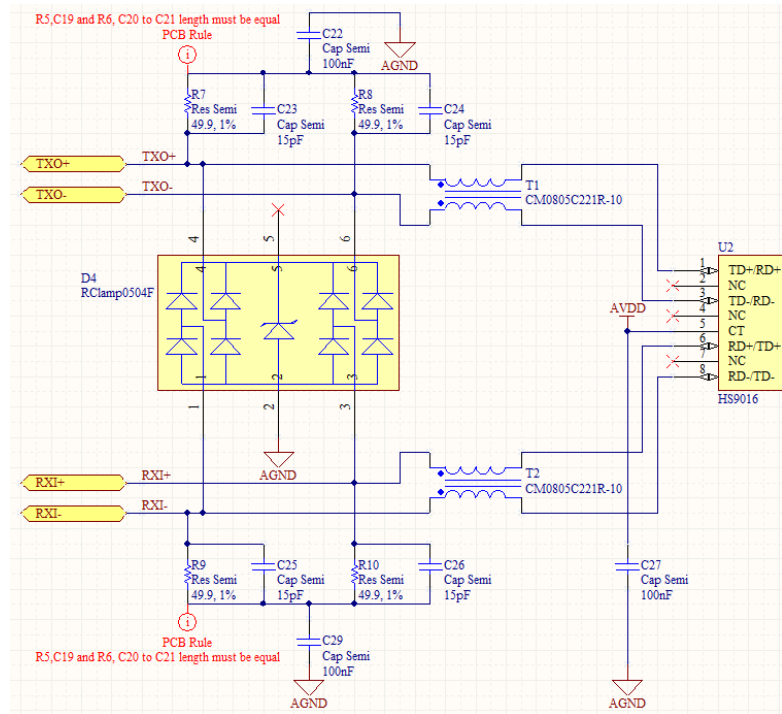 R5,C19 and R6, C20 to C21 length must be equal
PCB Rule
i
C22
Cap Semi
100nF
AGND
R7
Res Semi
49.9, 1%
C23
Cap Semi
15pF
R8
Res Semi
49.9, 1%
C24
Cap Semi
15pF
TXO+
TXO+
TXO-
TXO-
T1
CM0805C221R-10
4
5
6
D4
RClamp0504F
4
5
6
1
2
3
1
2
3
AGND
U2
1
TD+/RD+
2
NC
3
TD-/RD-
4
NC
5
CT
6
RD+/TD+
7
NC
8
RD-/TD-
HS9016
AVDD
RXI+
RXI+
RXI-
RXI-
T2
CM0805C221R-10
R9
Res Semi
49.9, 1%
C25
Cap Semi
15pF
R10
Res Semi
49.9, 1%
C26
Cap Semi
15pF
C27
Cap Semi
100nF
i
PCB Rule
R5,C19 and R6, C20 to C21 length must be equal
C29
Cap Semi
100nF
AGND
AGND